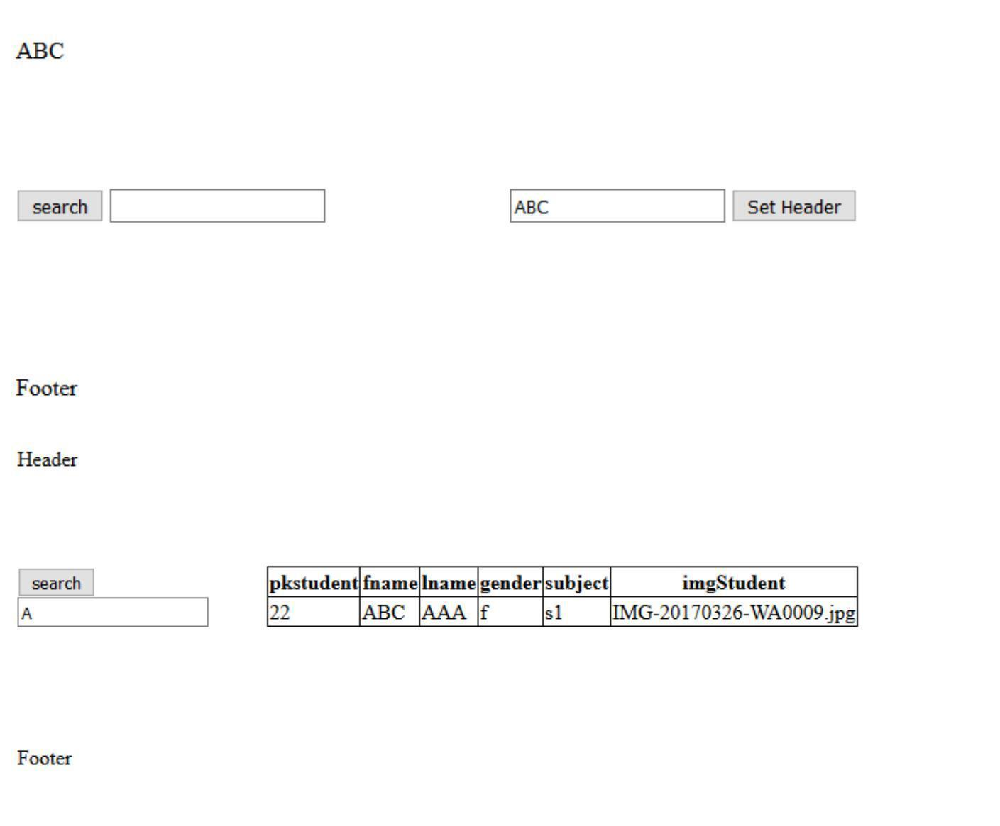 ABC
search ABC Set Header
Footer
Header
search pkstudent fname lname gender subject imgStudent
A 22 ABC AAA f s1 IMG-20170326-WA0009.jpg
Footer